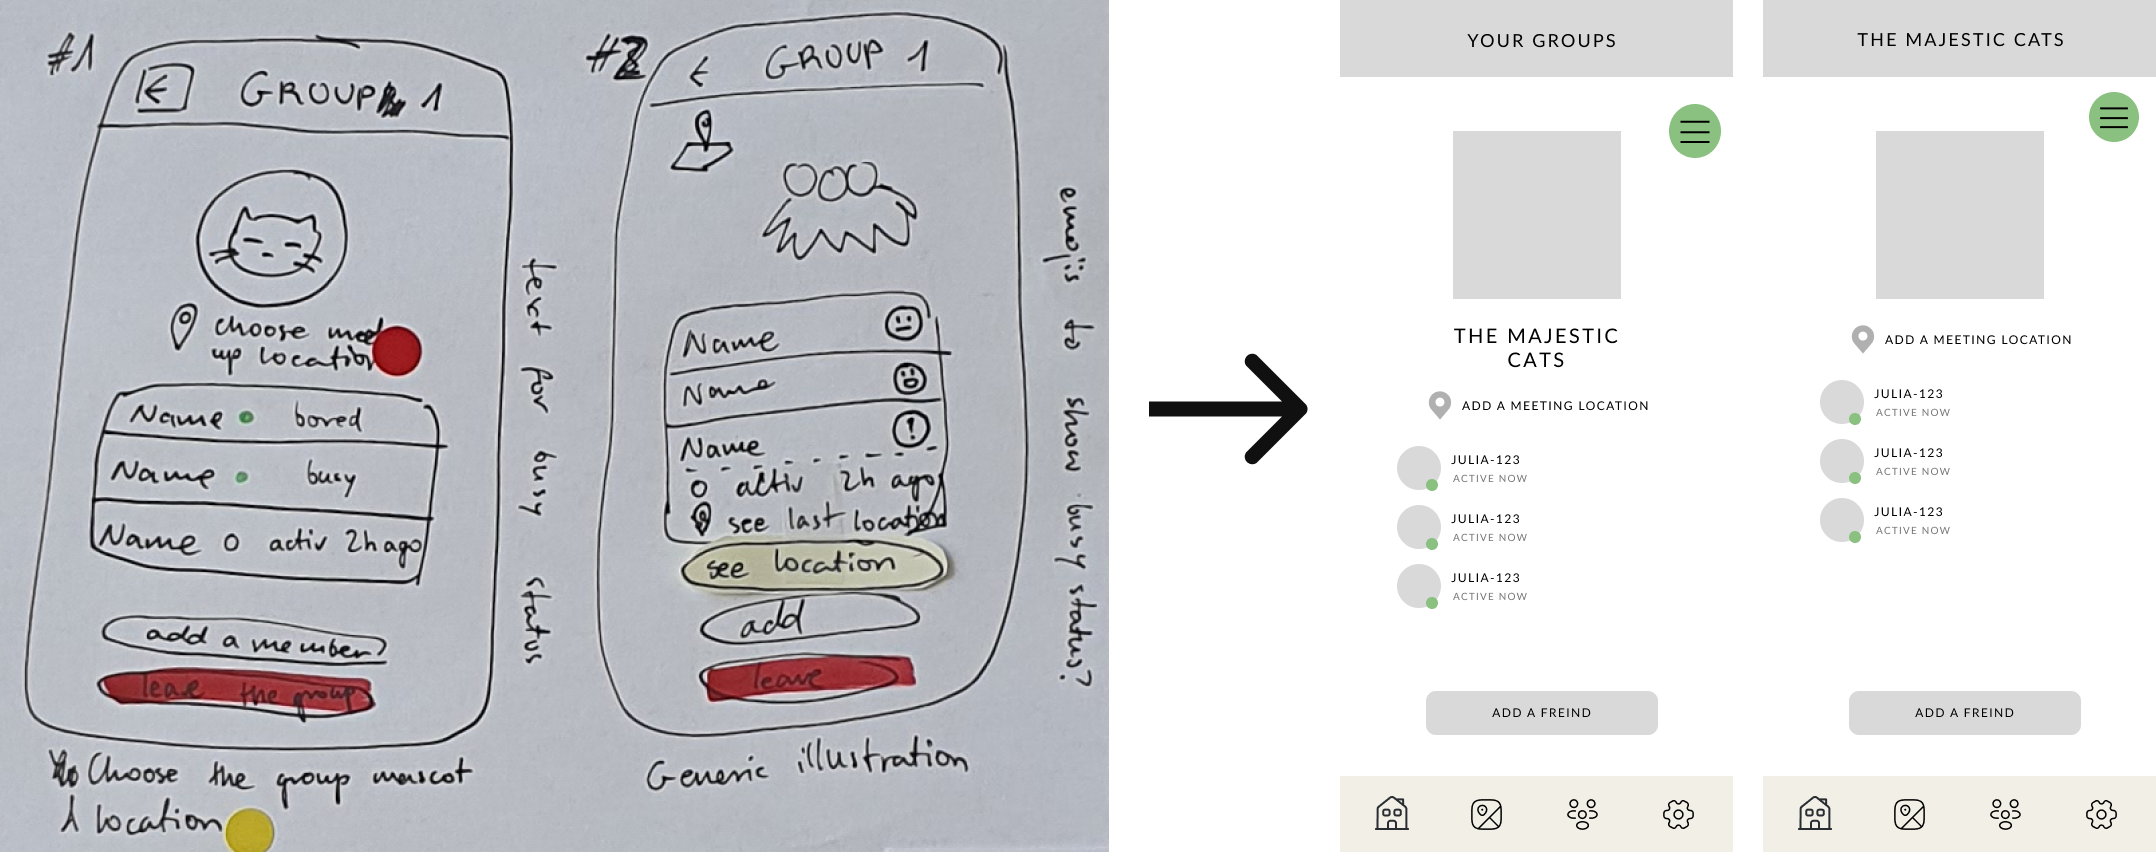 #1
GROUP 1
choose meet
up location
Name bored
Name busy
Name O activ 2h ago
add a member?
leave the group
text for busy status
Choose the group mascot
location
#2
GROUP 1
Name
Name
Name
activ 2h ago
see last location
see location
add
leave
emojis to show busy status?
Generic illustration
YOUR GROUPS
THE MAJESTIC
CATS
ADD A MEETING LOCATION
JULIA-123
ACTIVE NOW
JULIA-123
ACTIVE NOW
JULIA-123
ACTIVE NOW
ADD A FREIND
THE MAJESTIC CATS
ADD A MEETING LOCATION
JULIA-123
ACTIVE NOW
JULIA-123
ACTIVE NOW
JULIA-123
ACTIVE NOW
ADD A FREIND